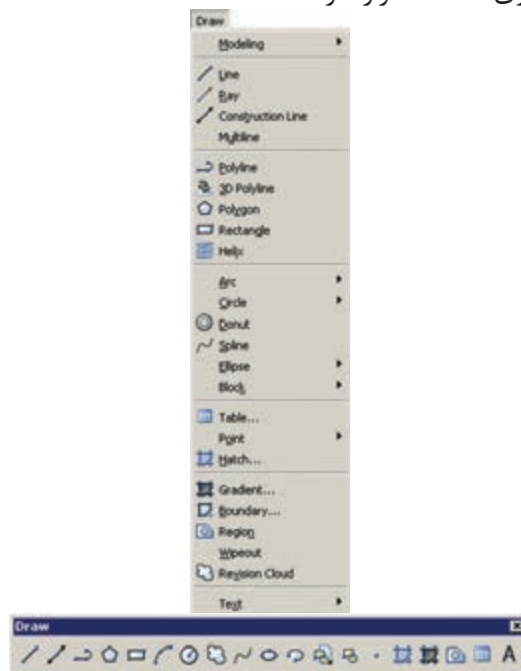 Draw
Modeling
Line
Ray
Construction Line
Multiline
Polyline
3D Polyline
Polygon
Rectangle
Helix
Arc
Circle
Donut
Spline
Ellipse
Block
Table...
Point
Hatch...
Gradient...
Boundary...
Region
Wipeout
Revision Cloud
Text
Draw
A